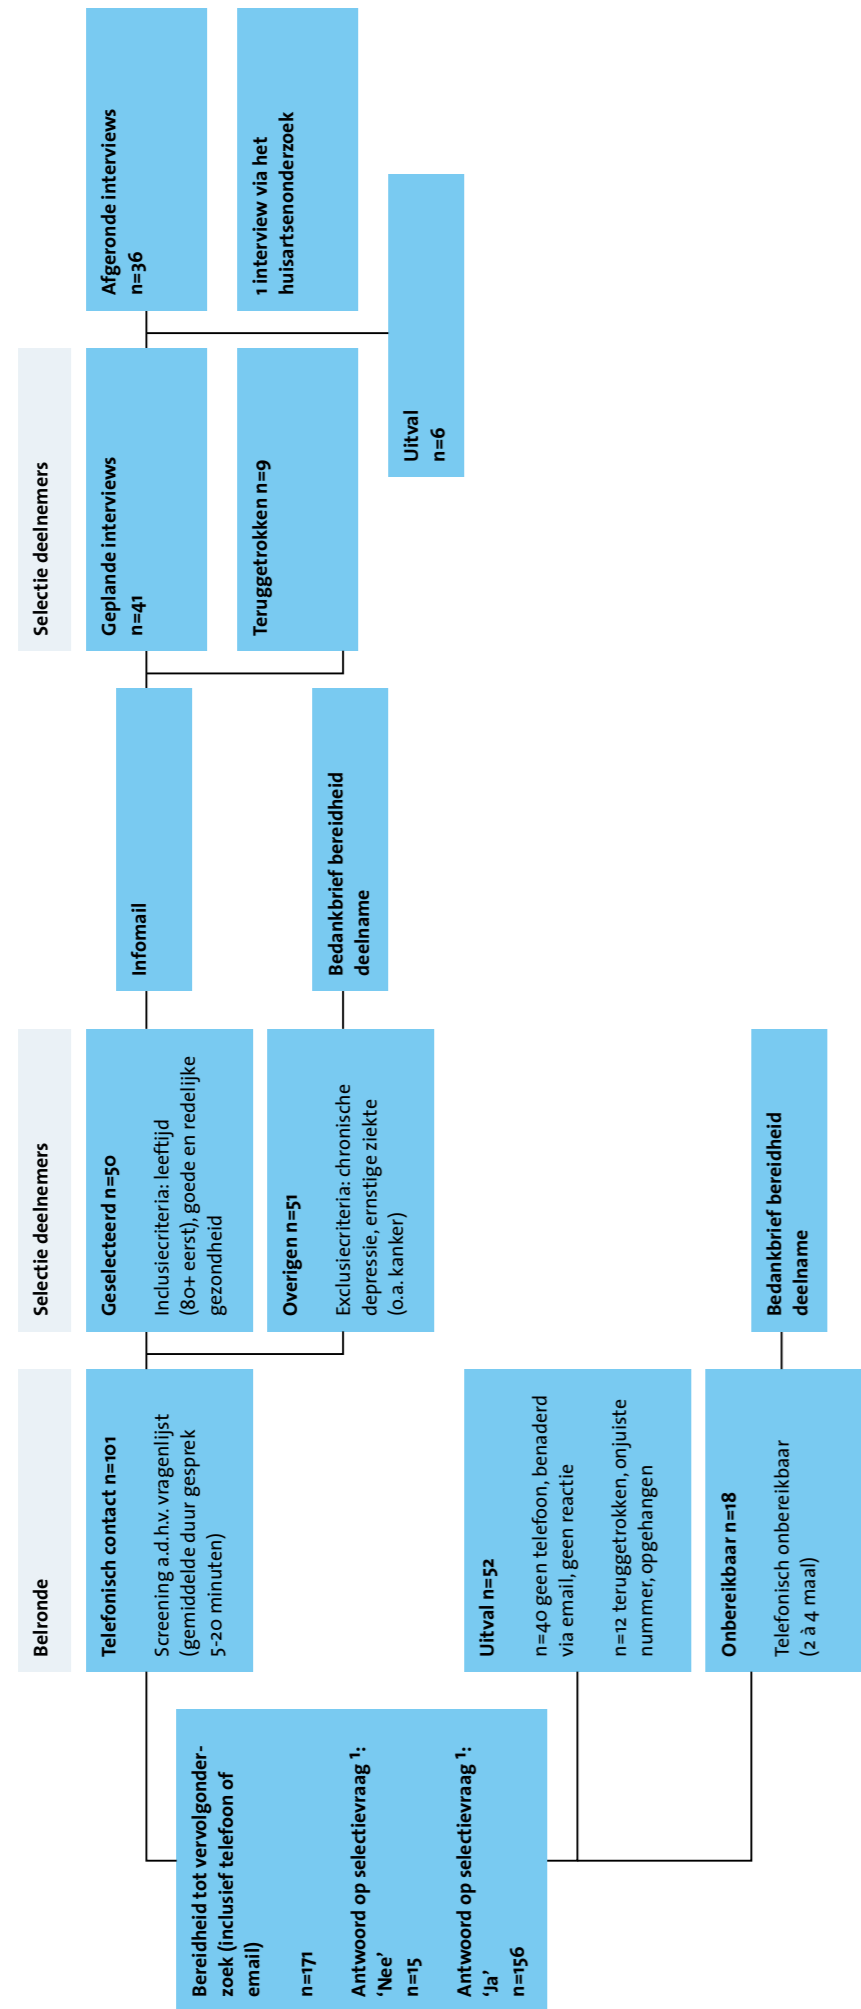 Bereidheid tot vervolgonder-
zoek (inclusief telefoon of
email)
n=171
Antwoord op selectievraag ¹:
‘Nee’
n=15
Antwoord op selectievraag ¹:
‘Ja’
n=156
Belronde
Telefonisch contact n=101
Screening a.d.h.v. vragenlijst
(gemiddelde duur gesprek
5-20 minuten)
Uitval n=52
n=40 geen telefoon, benaderd
via email, geen reactie
n=12 teruggetrokken, onjuiste
nummer, opgehangen
Onbereikbaar n=18
Telefonisch onbereikbaar
(2 à 4 maal)
Selectie deelnemers
Geselecteerd n=50
Inclusiecriteria: leeftijd
(80+ eerst), goede en redelijke
gezondheid
Overigen n=51
Exclusiecriteria: chronische
depressie, ernstige ziekte
(o.a. kanker)
Bedankbrief bereidheid
deelname
Infomail
Bedankbrief bereidheid
deelname
Selectie deelnemers
Geplande interviews
n=41
Teruggetrokken n=9
Uitval
n=6
Afgeronde interviews
n=36
1 interview via het
huisartsenonderzoek